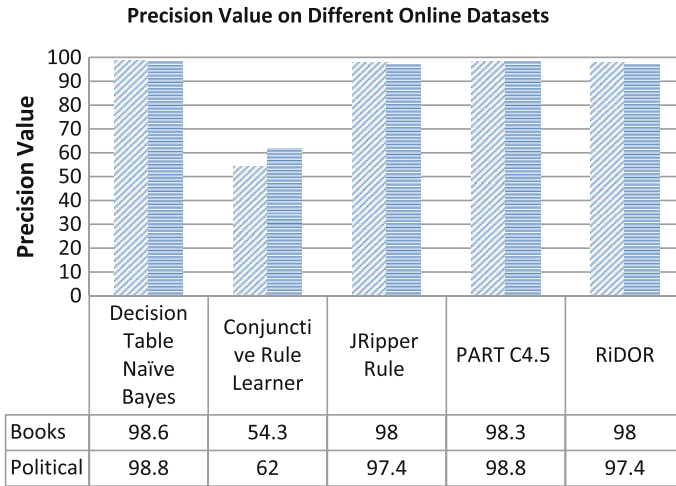 Precision Value on Different Online Datasets
Precision Value
100
90
80
70
60
50
40
30
20
10
0
Decision
Table
Naïve
Bayes
Conjuncti
ve Rule
Learner
JRipper
Rule
PART C4.5
RiDOR
Books 98.6 54.3 98 98.3 98
Political 98.8 62 97.4 98.8 97.4